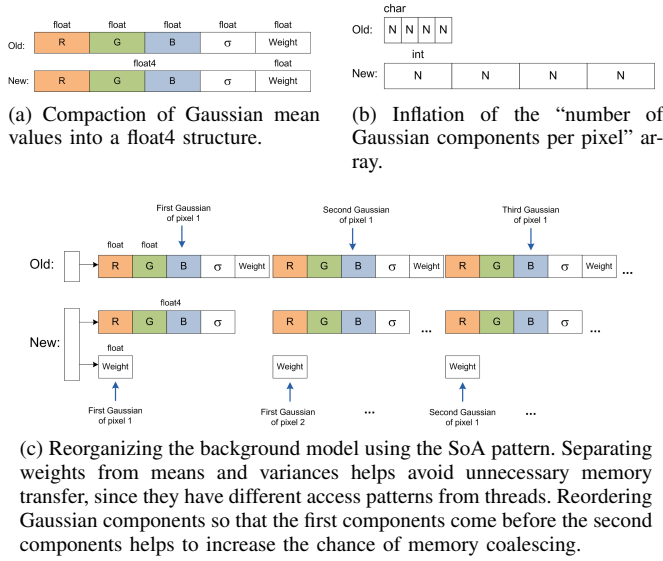 float float float float float
Old: R G B σ Weight
float4 float
New: R G B σ Weight
(a) Compaction of Gaussian mean
values into a float4 structure.
char
Old: N N N N
int
New: N N N N
(b) Inflation of the “number of
Gaussian components per pixel” ar-
ray.
First Gaussian
of pixel 1
Second Gaussian
of pixel 1
Third Gaussian
of pixel 1
float float
Old: R G B σ Weight R G B σ Weight R G B σ Weight ...
float4
New: R G B σ R G B σ ... R G B σ ...
float
Weight Weight Weight
First Gaussian
of pixel 1
First Gaussian
of pixel 2
...
Second Gaussian
of pixel 1
...
(c) Reorganizing the background model using the SoA pattern. Separating
weights from means and variances helps avoid unnecessary memory
transfer, since they have different access patterns from threads. Reordering
Gaussian components so that the first components come before the second
components helps to increase the chance of memory coalescing.